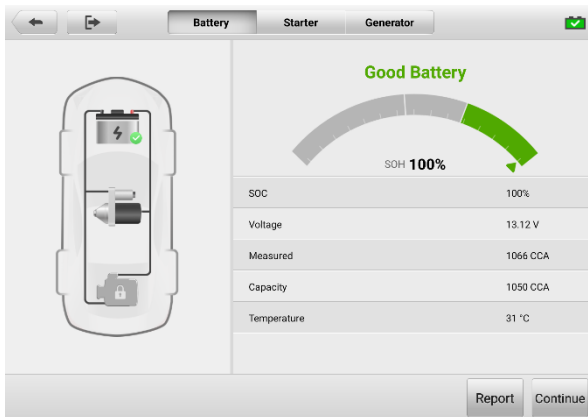 Battery
Starter
Generator
Good Battery
SOH 100%
SOC 100%
Voltage 13.12 V
Measured 1066 CCA
Capacity 1050 CCA
Temperature 31 °C
Report
Continue